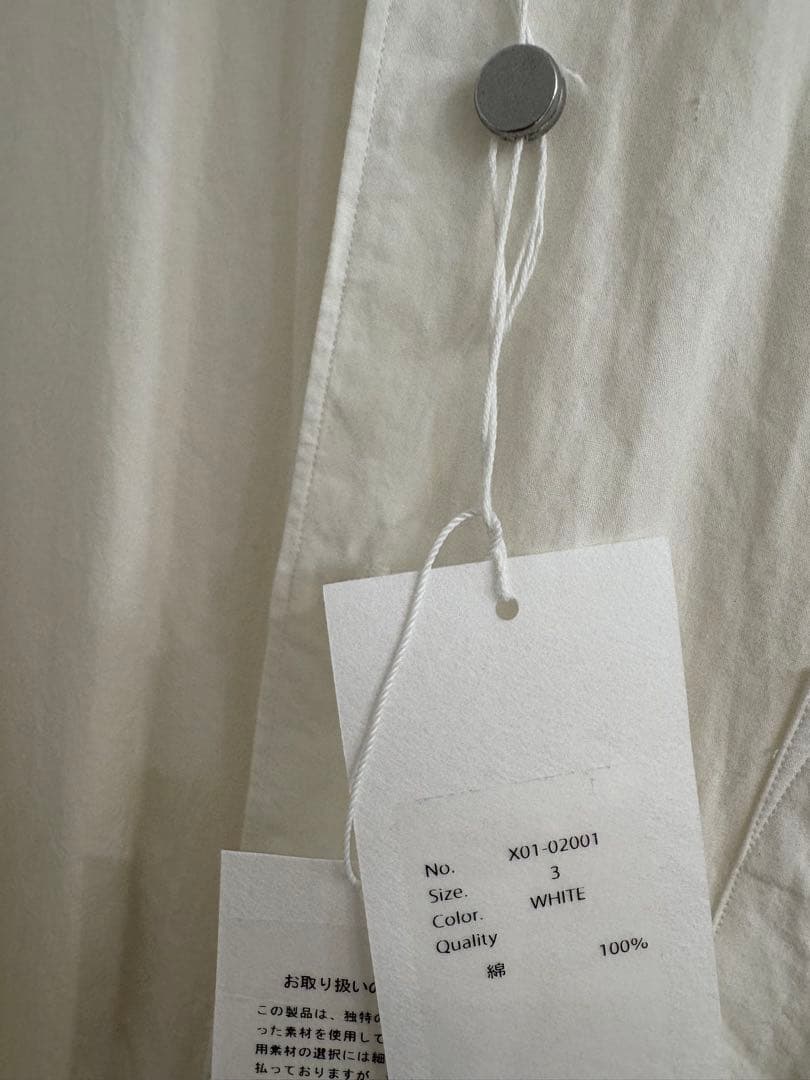 No. X01-02001
Size. 3
Color. WHITE
Quality
綿 100%
お取り扱いの
この製品は、独特の
った素材を使用して
用素材の選択には細
払っておりますが